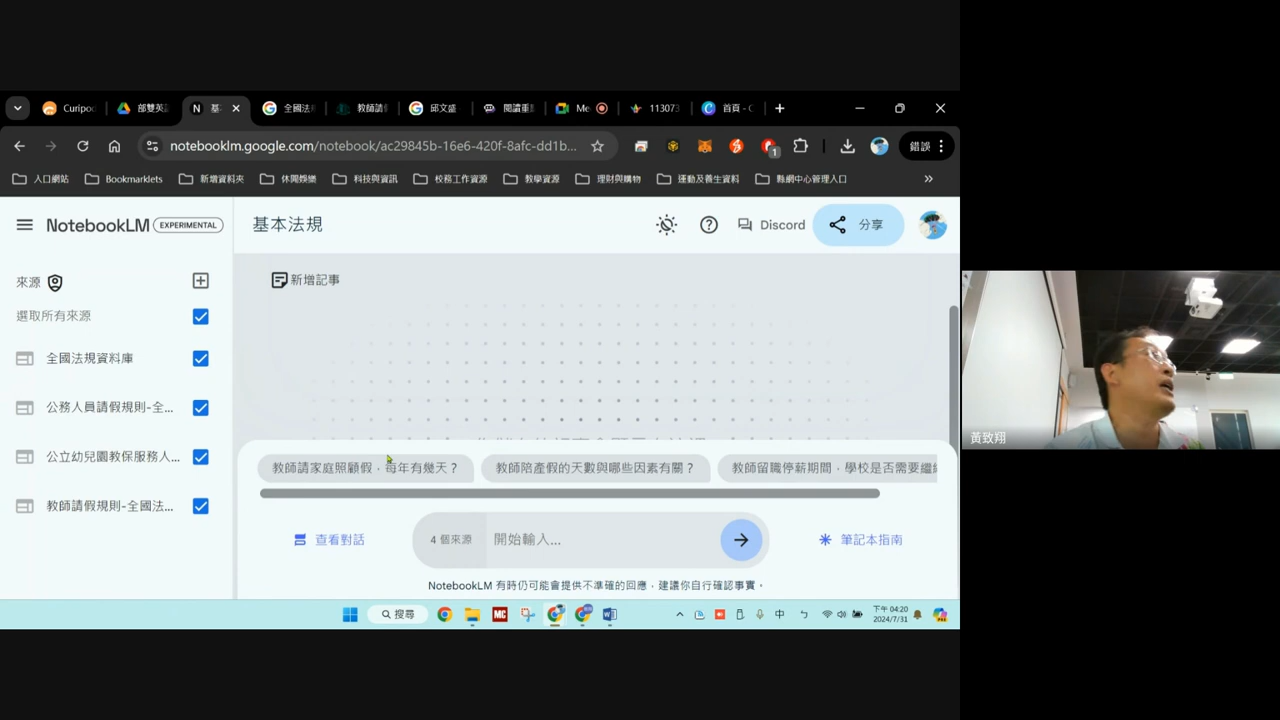 Curipo
部雙英
基
全國法
教師請
邱文盛
閱讀重
Me
113073
首頁 - C
notebooklm.google.com/notebook/ac29845b-16e6-420f-8afc-dd1b...
1
錯誤
入口網站
Bookmarklets
新增資料夾
休閒娛樂
科技與資訊
校務工作資源
教學資源
理財與購物
運動及養生資料
縣網中心管理入口
»
NotebookLM
EXPERIMENTAL
基本法規
Discord
分享
來源
新增記事
選取所有來源
全國法規資料庫
公務人員請假規則-全...
公立幼兒園教保服務人...
教師請假規則-全國法...
教師請家庭照顧假，每年有幾天？
教師陪產假的天數與哪些因素有關？
教師留職停薪期間，學校是否需要繼
查看對話
4 個來源
開始輸入...
筆記本指南
NotebookLM 有時仍可能會提供不準確的回應，建議你自行確認事實。
搜尋
MC
中
下午 04:20
2024/7/31
黃致翔